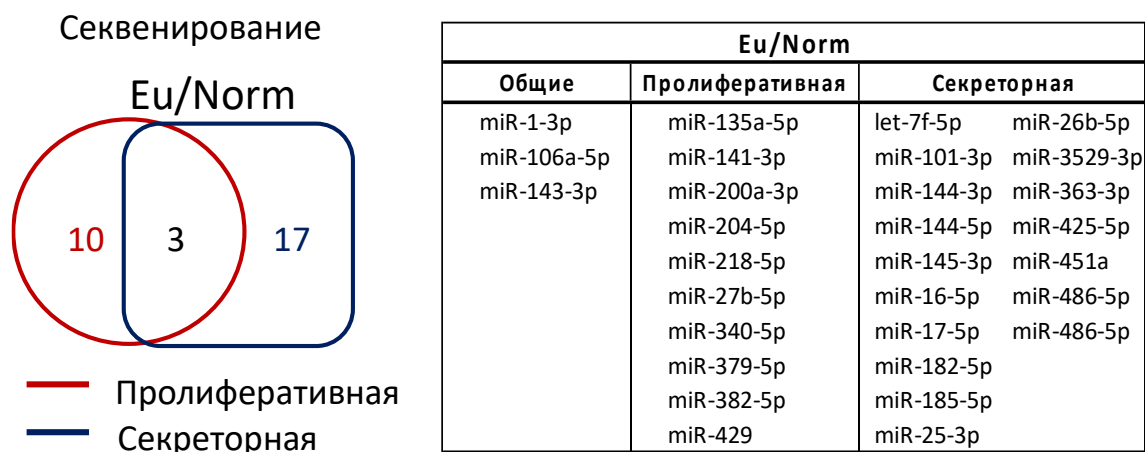 Секвенирование
Eu/Norm
10
3
17
Пролиферативная
Секреторная
Eu/Norm
Общие Пролиферативная Секреторная
miR-1-3p miR-135a-5p let-7f-5p miR-26b-5p
miR-106a-5p miR-141-3p miR-101-3p miR-3529-3p
miR-143-3p miR-200a-3p miR-144-3p miR-363-3p
miR-204-5p miR-144-5p miR-425-5p
miR-218-5p miR-145-3p miR-451a
miR-27b-5p miR-16-5p miR-486-5p
miR-340-5p miR-17-5p miR-486-5p
miR-379-5p miR-182-5p
miR-382-5p miR-185-5p
miR-429 miR-25-3p